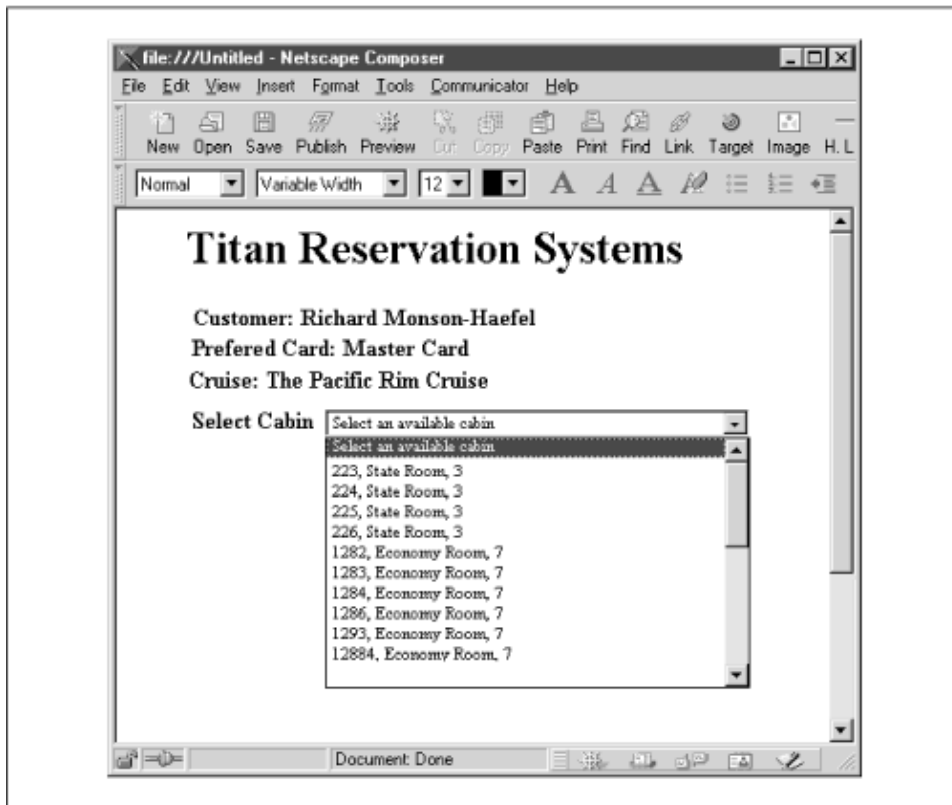 file:///Untitled - Netscape Composer
File Edit View Insert Format Tools Communicator Help
New Open Save Publish Preview Cut Copy Paste Print Find Link Target Image H. L
Normal Variable Width 12 A A A
Titan Reservation Systems
Customer: Richard Monson-Haefel
Prefered Card: Master Card
Cruise: The Pacific Rim Cruise
Select Cabin Select an available cabin
Select an available cabin
223, State Room, 3
224, State Room, 3
225, State Room, 3
226, State Room, 3
1282, Economy Room, 7
1283, Economy Room, 7
1284, Economy Room, 7
1286, Economy Room, 7
1293, Economy Room, 7
12884, Economy Room, 7
Document: Done